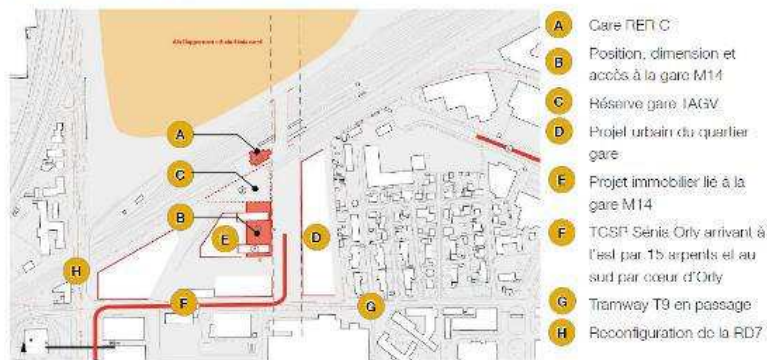 A
C
B
E
D
H
F
G
A Gare RER C
B Position, dimension et
accès à la gare M14
C Réserve gare TAGV
D Projet urbain du quartier
gare
E Projet immobilier lié à la
gare M14
F TCSP Sénia Orly arrivant à
l'est par 15 arpents et au
sud par cœur d'Orly
G Tramway T9 en passage
H Reconfiguration de la RD7